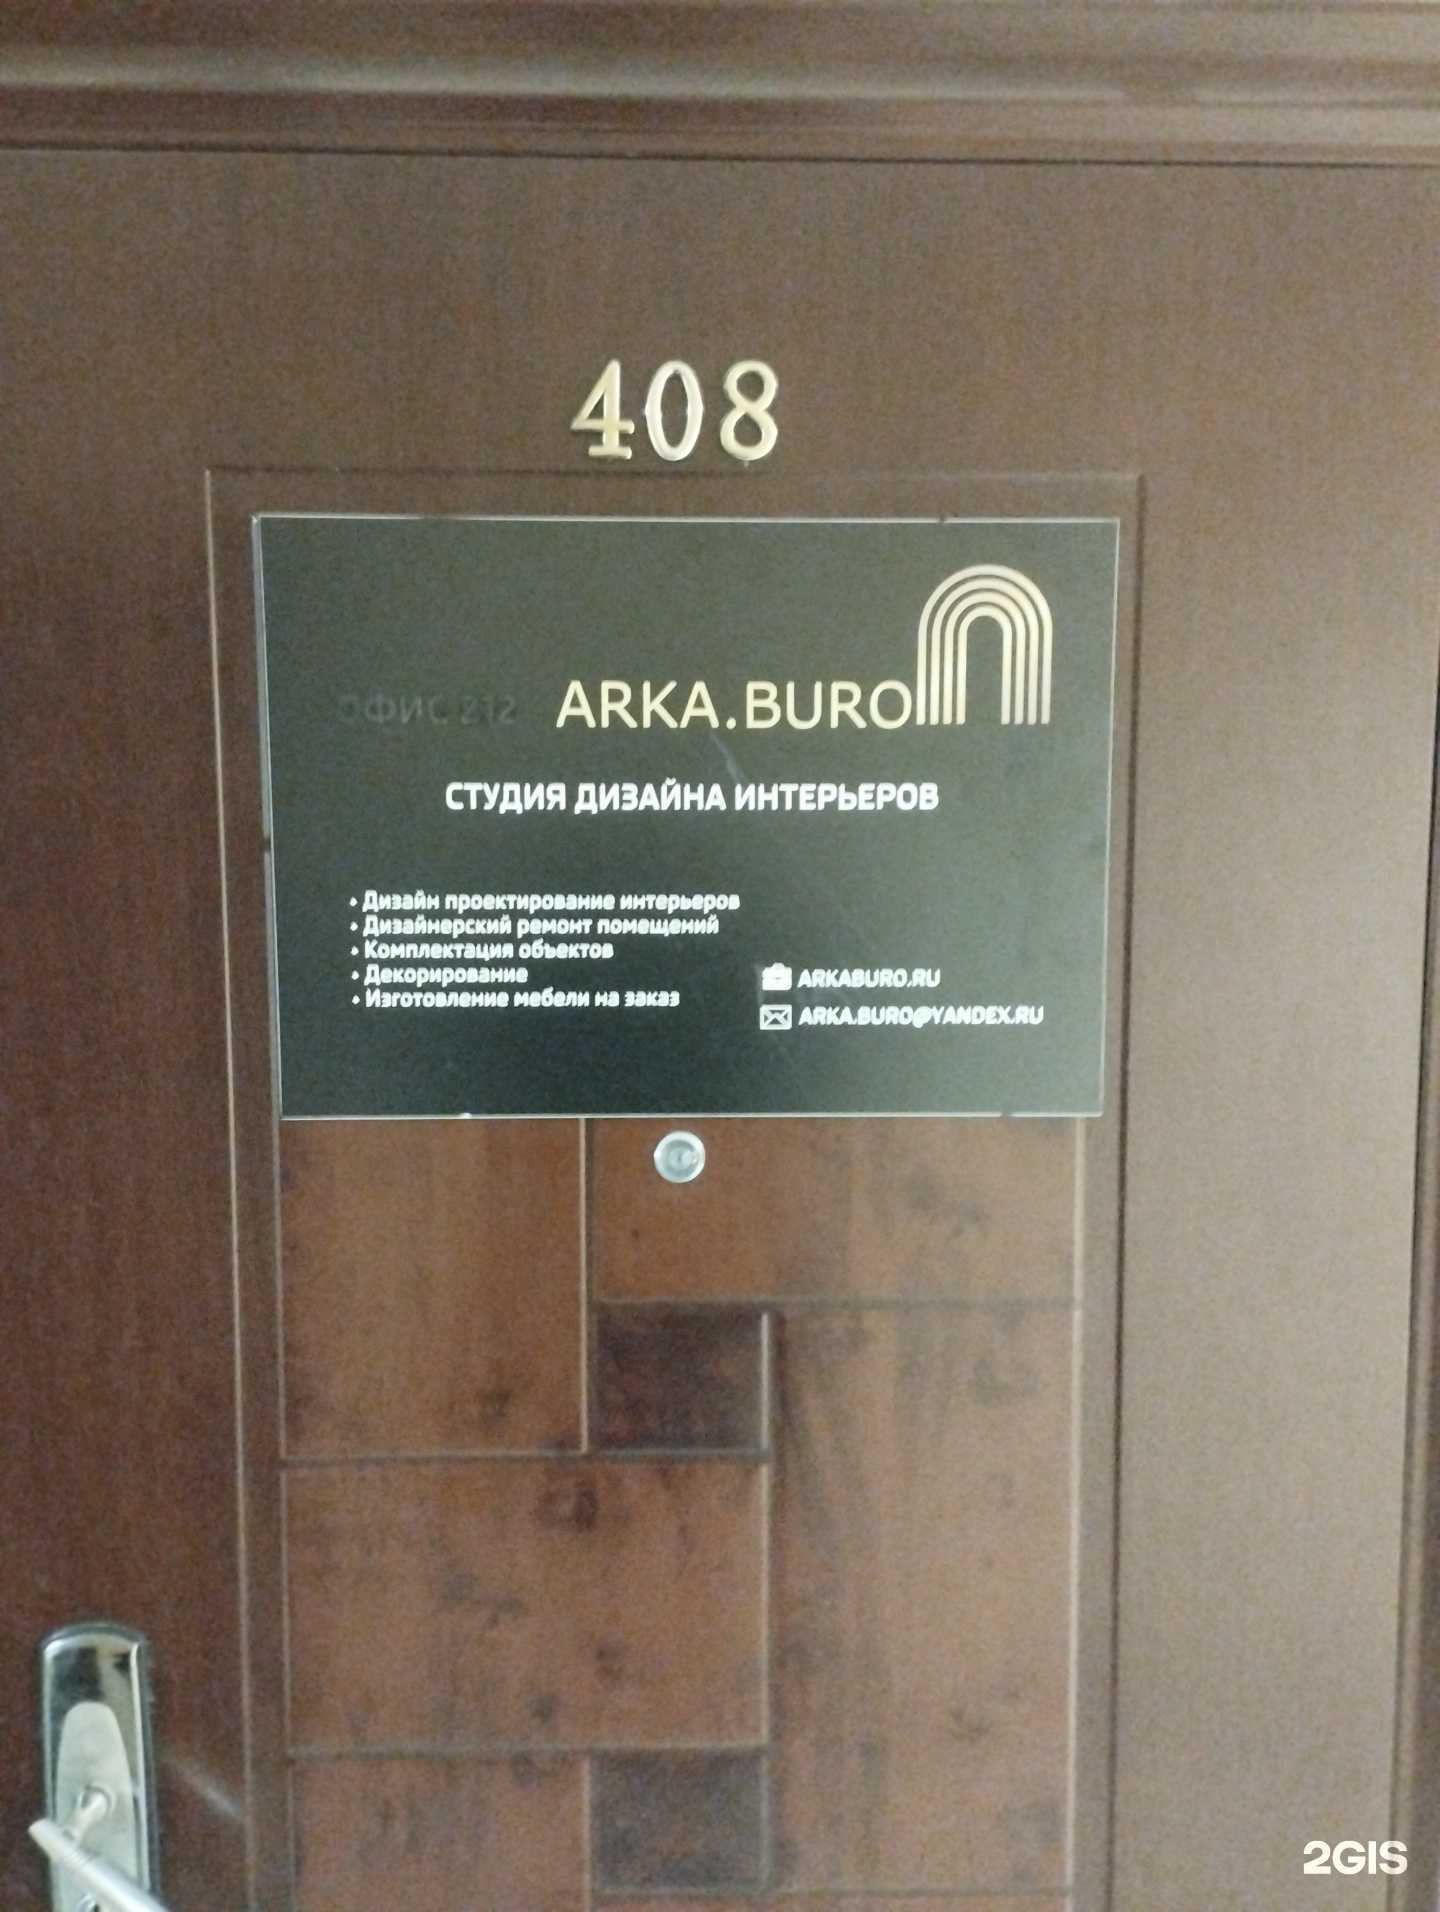 408
ОФИС 212
ARKA.BURO
СТУДИЯ ДИЗАЙНА ИНТЕРЬЕРОВ
• Дизайн проектирование интерьеров
• Дизайнерский ремонт помещений
• Комплектация объектов
• Декорирование
• Изготовление мебели на заказ
ARKABURO.RU
ARKA.BURO@YANDEX.RU
2GIS